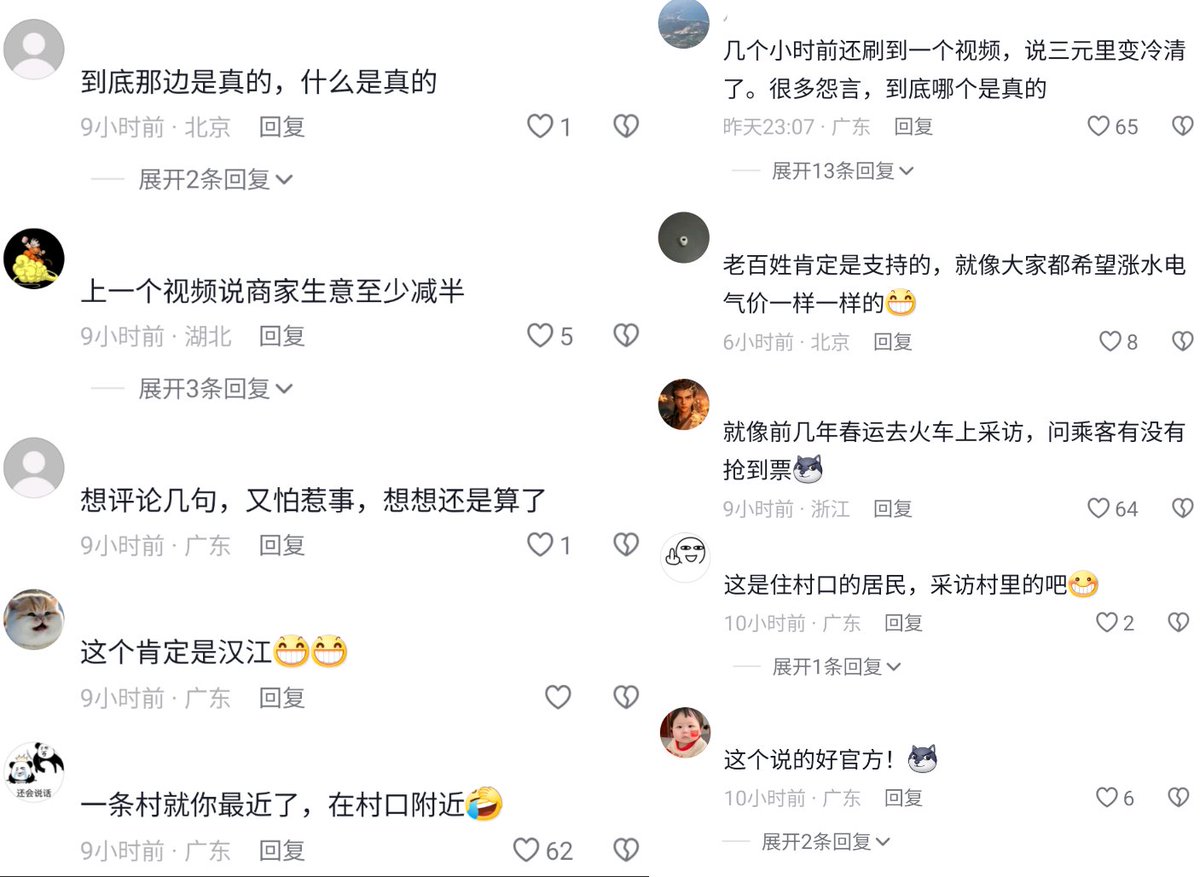 到底那边是真的，什么是真的
9小时前 · 北京 回复
1
展开2条回复
上一个视频说商家生意至少减半
9小时前 · 湖北 回复
5
展开3条回复
想评论几句，又怕惹事，想想还是算了
9小时前 · 广东 回复
1
这个肯定是汉江😁😁
9小时前 · 广东 回复
还会说话
一条村就你最近了，在村口附近🤣
9小时前 · 广东 回复
62
几个小时前还刷到一个视频，说三元里变冷清
了。很多怨言，到底哪个是真的
昨天23:07 · 广东 回复
65
展开13条回复
老百姓肯定是支持的，就像大家都希望涨水电
气价一样一样的😁
6小时前 · 北京 回复
8
就像前几年春运去火车上采访，问乘客有没有
抢到票
9小时前 · 浙江 回复
64
这是住村口的居民，采访村里的吧😁
10小时前 · 广东 回复
2
展开1条回复
这个说的好官方！
10小时前 · 广东 回复
6
展开2条回复